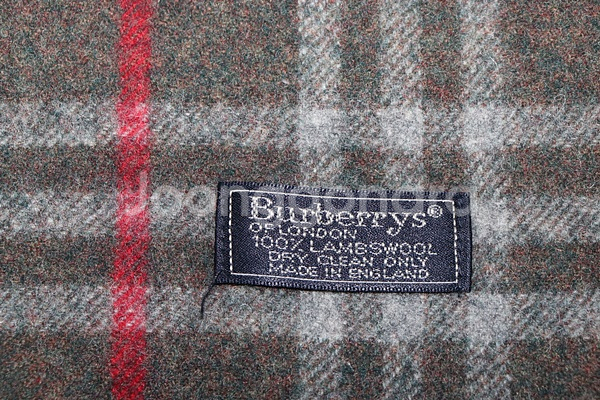 Burberrys®
OF LONDON
100% LAMBSWOOL
DRY CLEAN ONLY
MADE IN ENGLAND